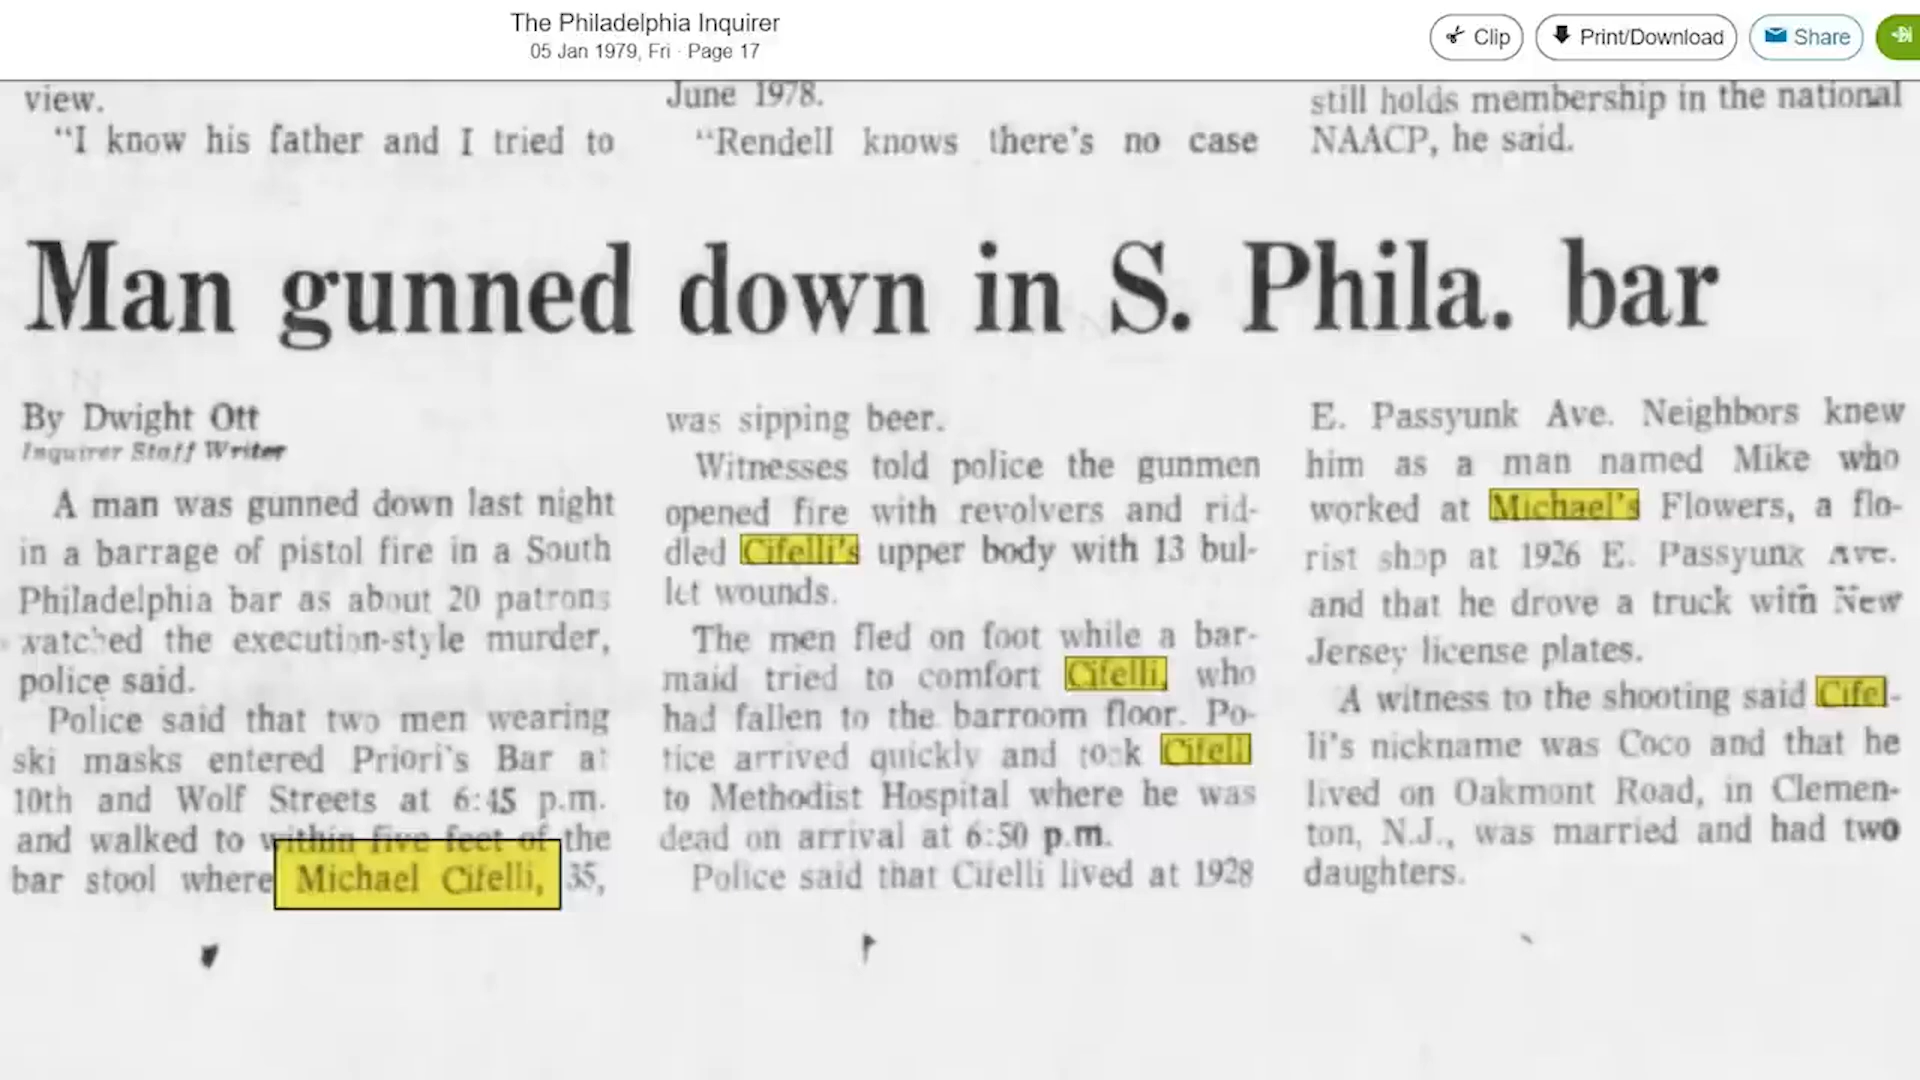 The Philadelphia Inquirer
05 Jan 1979, Fri · Page 17
Clip
Print/Download
Share
view.
"I know his father and I tried to
June 1978.
"Rendell knows there's no case
still holds membership in the national
NAACP, he said.
Man gunned down in S. Phila. bar
By Dwight Ott
Inquirer Staff Writer
A man was gunned down last night
in a barrage of pistol fire in a South
Philadelphia bar as about 20 patrons
watched the execution-style murder,
police said.
Police said that two men wearing
ski masks entered Priori's Bar at
10th and Wolf Streets at 6:45 p.m.
and walked to within five feet of the
bar stool where Michael Cifelli, 35,
was sipping beer.
Witnesses told police the gunmen
opened fire with revolvers and rid-
dled Cifelli's upper body with 13 bul-
let wounds.
The men fled on foot while a bar-
maid tried to comfort Cifelli, who
had fallen to the barroom floor. Po-
tice arrived quickly and took Cifelli
to Methodist Hospital where he was
dead on arrival at 6:50 p.m.
Police said that Cifelli lived at 1928
E. Passyunk Ave. Neighbors knew
him as a man named Mike who
worked at Michael's Flowers, a flo-
rist shop at 1926 E. Passyunk Ave.
and that he drove a truck with New
Jersey license plates.
A witness to the shooting said Cifel-
li's nickname was Coco and that he
lived on Oakmont Road, in Clemen-
ton, N.J., was married and had two
daughters.